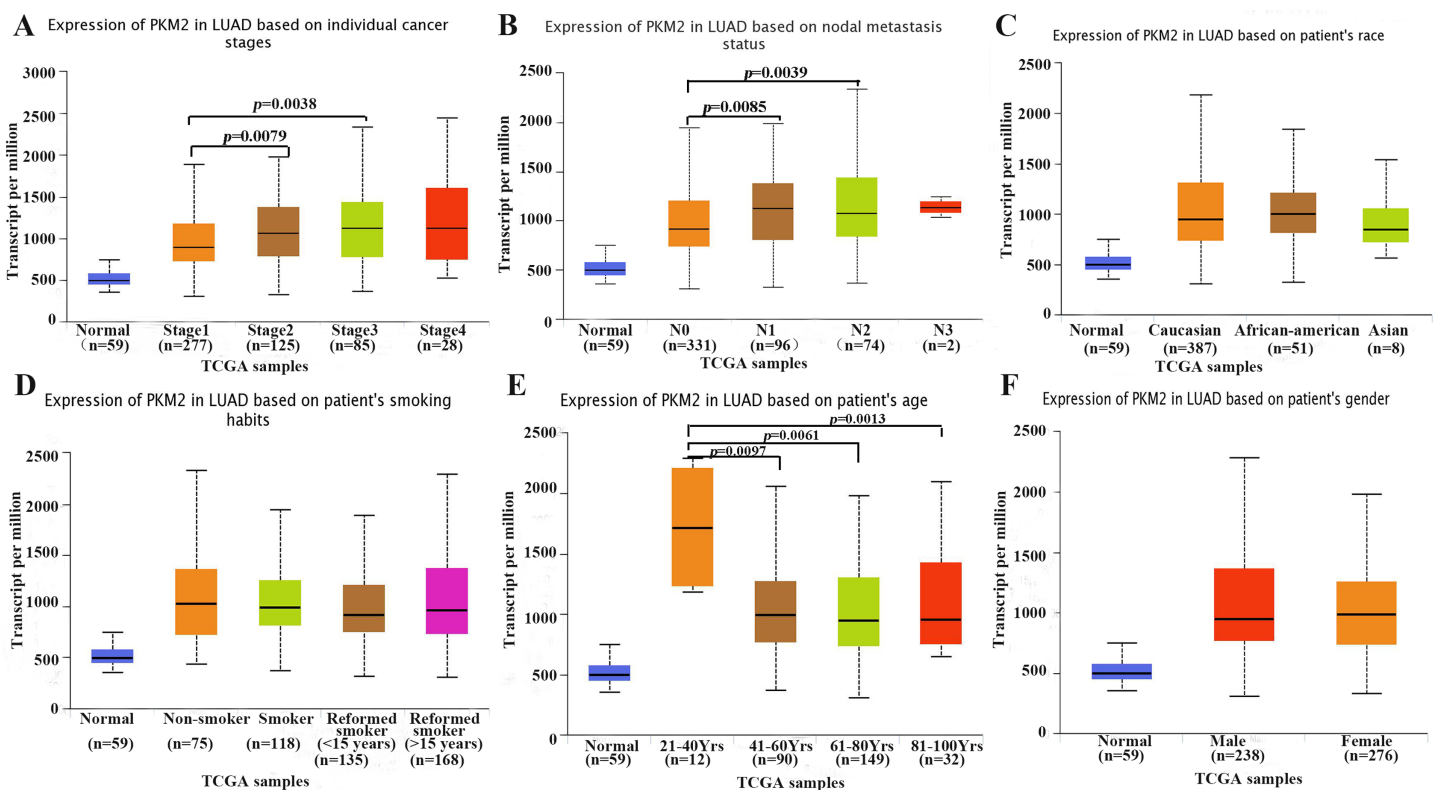 A
Expression of PKM2 in LUAD based on individual cancer
stages
Transcript per million
3000
2500
2000
1500
1000
500
0
p=0.0038
p=0.0079
Normal Stage1 Stage2 Stage3 Stage4
（n=59) (n=277) (n=125) (n=85) (n=28)
TCGA samples
B
Expression of PKM2 in LUAD based on nodal metastasis
status
Transcript per million
2500
2000
1500
1000
500
0
p=0.0039
p=0.0085
Normal N0 N1 N2 N3
(n=59) (n=331) (n=96） （n=74) (n=2)
TCGA samples
C
Expression of PKM2 in LUAD based on patient's race
Transcript per million
2500
2000
1500
1000
500
0
Normal Caucasian African-american Asian
(n=59) (n=387) (n=51) (n=8)
TCGA samples
D
Expression of PKM2 in LUAD based on patient's smoking
habits
Transcript per million
2500
2000
1500
1000
500
0
Normal Non-smoker Smoker Reformed Reformed
smoker smoker
(n=59) (n=75) (n=118) (<15 years) (>15 years)
(n=135) (n=168)
TCGA samples
E
Expression of PKM2 in LUAD based on patient's age
Transcript per million
2500
2000
1500
1000
500
0
p=0.0013
p=0.0061
p=0.0097
Normal 21-40Yrs 41-60Yrs 61-80Yrs 81-100Yrs
(n=59) (n=12) (n=90) (n=149) (n=32)
TCGA samples
F
Expression of PKM2 in LUAD based on patient's gender
Transcript per million
2500
2000
1500
1000
500
0
Normal Male Female
(n=59) (n=238) (n=276)
TCGA samples